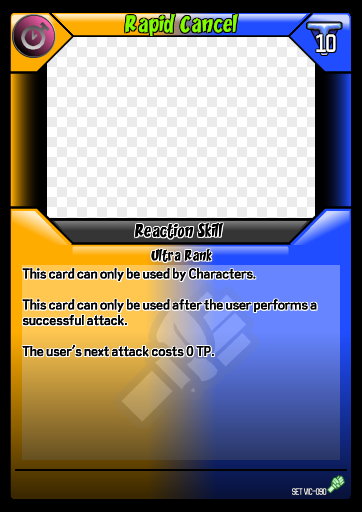 Rapid Cancel
10
Reaction Skill
Ultra Rank
This card can only be used by Characters.
This card can only be used after the user performs a
successful attack.
The user's next attack costs 0 TP.
SET VIC-090